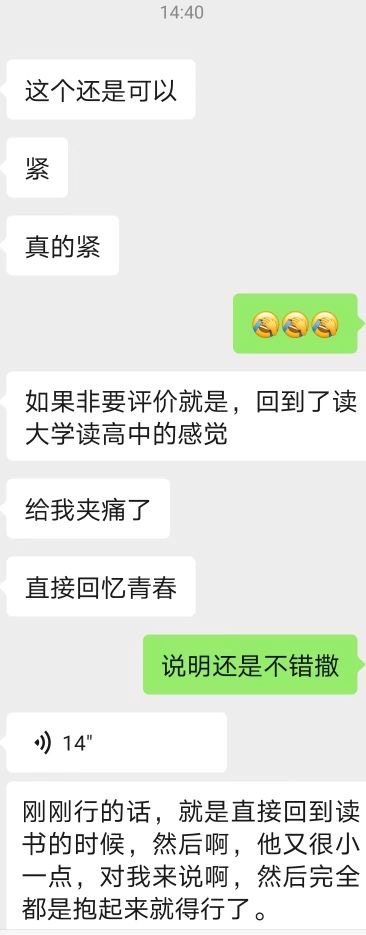 14:40
这个还是可以
紧
真的紧
🤦🤦🤦
如果非要评价就是，回到了读
大学读高中的感觉
给我夹痛了
直接回忆青春
说明还是不错撒
14"
刚刚行的话，就是直接回到读
书的时候，然后啊，他又很小
一点，对我来说啊，然后完全
都是抱起来就得行了。